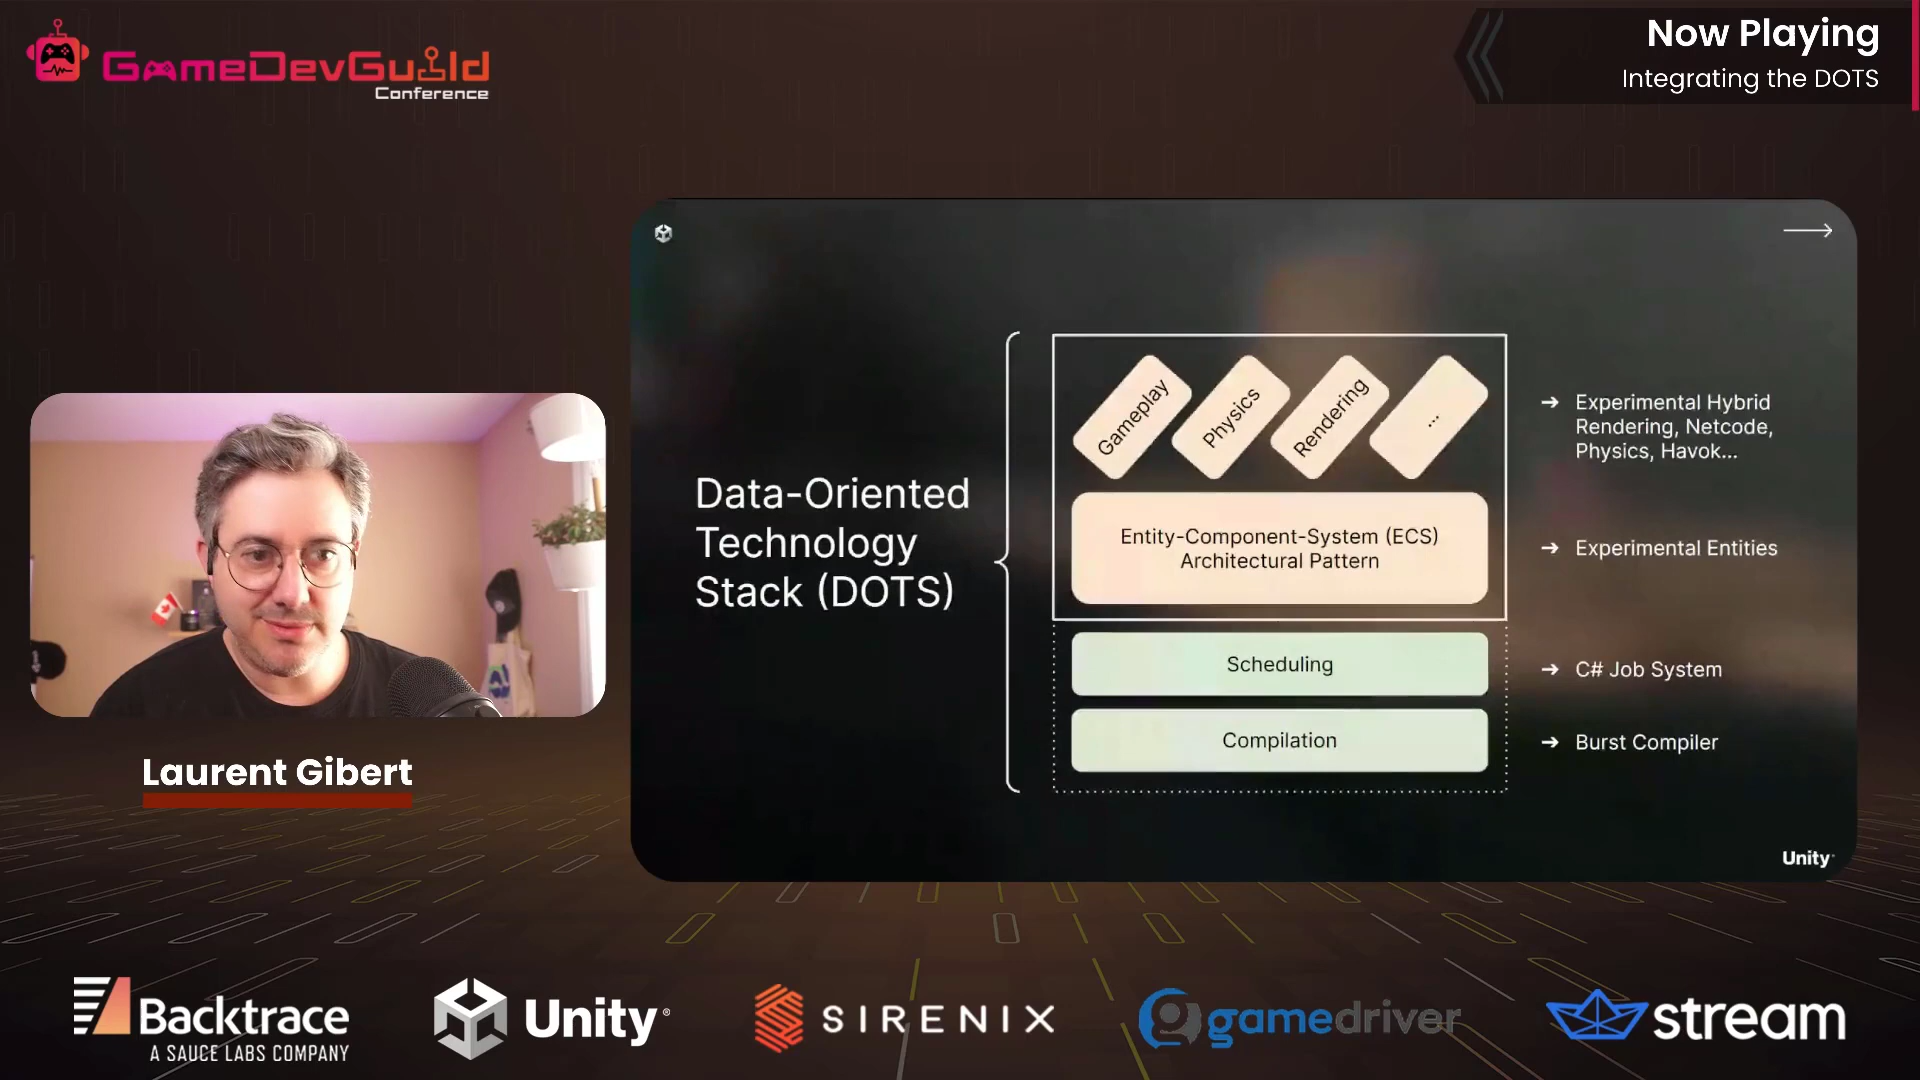 GameDevGuild
Conference
Now Playing
Integrating the DOTS
Data-Oriented
Technology
Stack (DOTS)
Gameplay
Physics
Rendering
...
Entity-Component-System (ECS)
Architectural Pattern
Scheduling
Compilation
→ Experimental Hybrid
Rendering, Netcode,
Physics, Havok...
→ Experimental Entities
→ C# Job System
→ Burst Compiler
Unity
Laurent Gibert
Backtrace
A SAUCE LABS COMPANY
Unity®
SIRENIX
gamedriver
stream